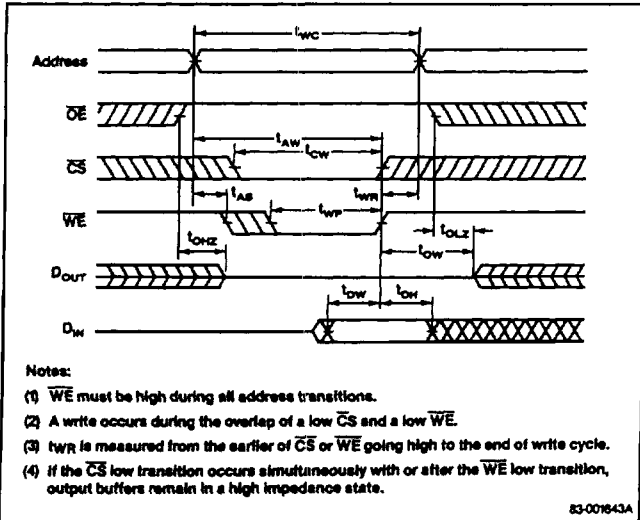 tWC
Address
OE
tAW
tCW
CS
tAS
tWR
tWP
WE
tOHZ
tOLZ
tOW
DOUT
tDW
tDH
DIN
Notes:
(1) WE must be high during all address transitions.
(2) A write occurs during the overlap of a low CS and a low WE.
(3) tWR is measured from the earlier of CS or WE going high to the end of write cycle.
(4) If the CS low transition occurs simultaneously with or after the WE low transition,
output buffers remain in a high impedance state.
83-001643A